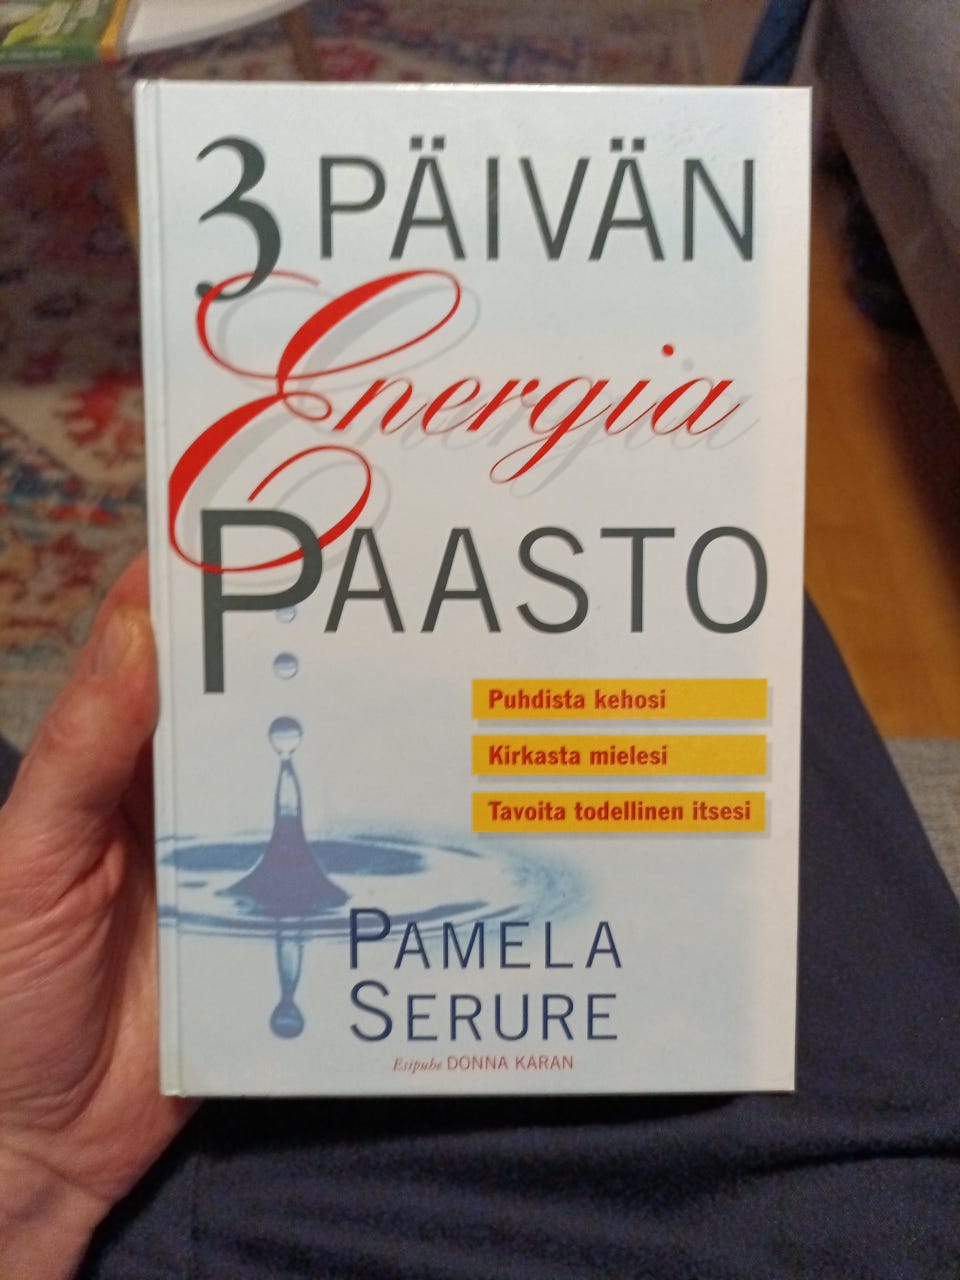 3 PÄIVÄN
Energia
PAASTO
Puhdista kehosi
Kirkasta mielesi
Tavoita todellinen itsesi
PAMELA
SERURE
Esipuhe DONNA KARAN